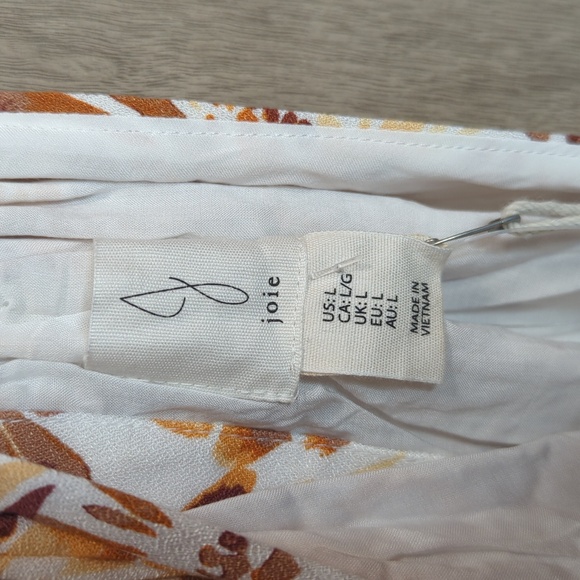 joie
US: L
CA: L/G
UK: L
EU: L
AU: L
MADE IN
VIETNAM